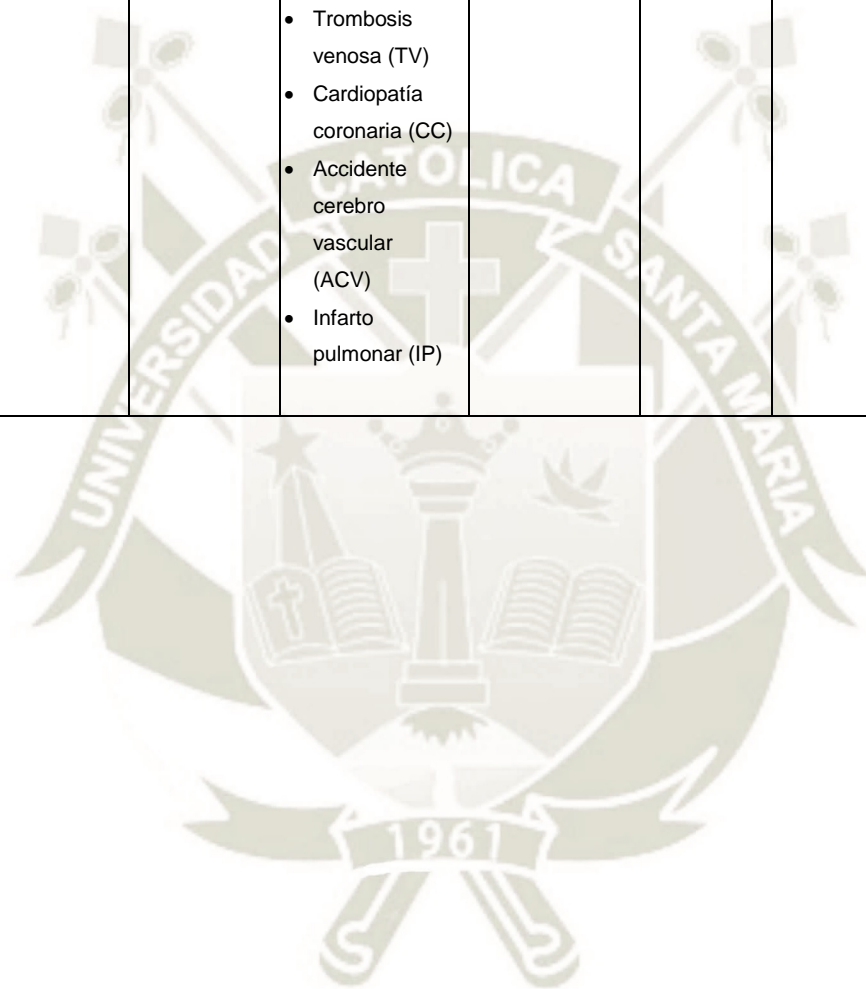 • Trombosis
venosa (TV)
• Cardiopatía
coronaria (CC)
• Accidente
cerebro
vascular
(ACV)
• Infarto
pulmonar (IP)
UNIVERSIDAD CATOLICA SANTA MARIA
1961